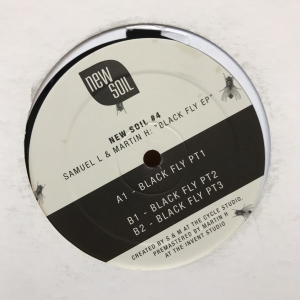 new
soil
NEW SOIL #4
SAMUEL L & MARTIN H: "BLACK FLY EP"
A1 - BLACK FLY PT1
B1 - BLACK FLY PT2
B2 - BLACK FLY PT3
CREATED BY S & M AT THE CYCLE STUDIO.
PREMASTERED BY MARTIN H
AT THE INVENT STUDIO